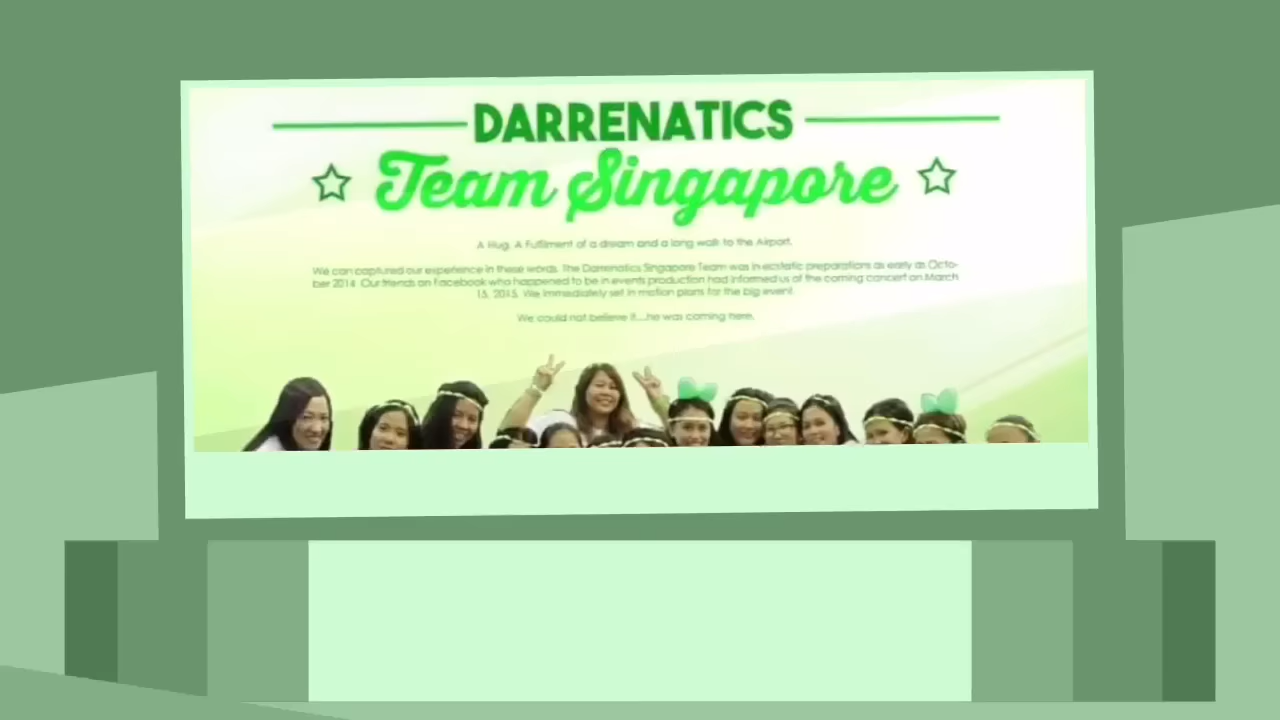 DARRENATICS
Team Singapore
A Hug. A Fulfilment of a dream and a long walk to the Airport.
We can captured our experience in these words. The Darrenatics Singapore Team was in ecstatic preparations as early as Octo-
ber 2014. Our friends on Facebook who happened to be in events production had informed us of the coming concert on March
15, 2015. We immediately set in motion plans for the big event.
We could not believe it....he was coming here.